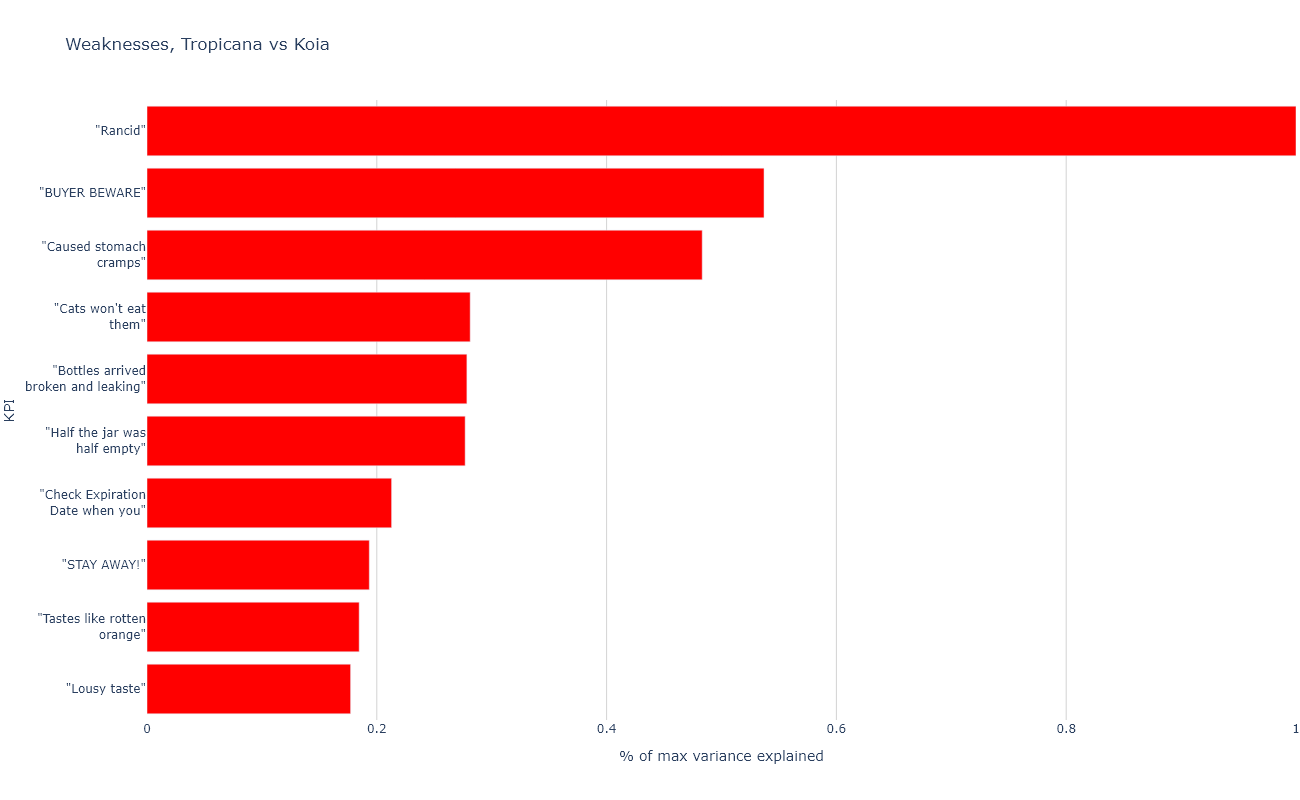 Weaknesses, Tropicana vs Koia
"Rancid"
"BUYER BEWARE"
"Caused stomach
cramps"
"Cats won't eat
them"
"Bottles arrived
broken and leaking"
"Half the jar was
half empty"
"Check Expiration
Date when you"
"STAY AWAY!"
"Tastes like rotten
orange"
"Lousy taste"
KPI
0 0.2 0.4 0.6 0.8 1
% of max variance explained